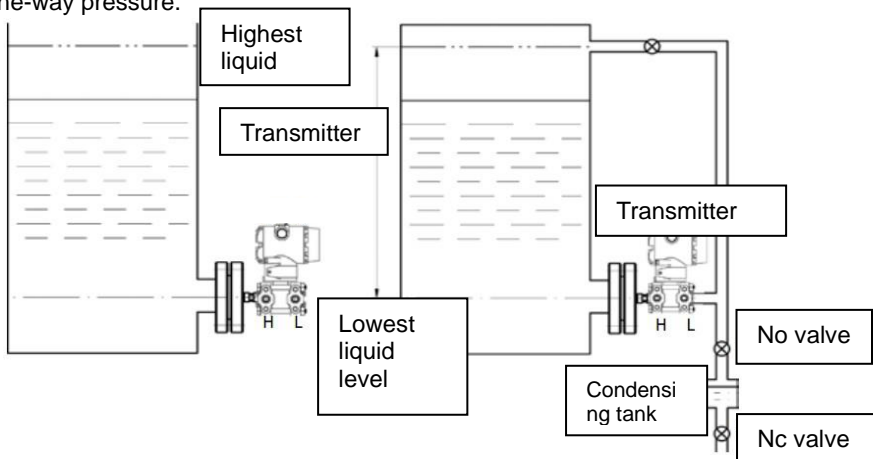 ne-way pressure.
Highest
liquid
Transmitter
Transmitter
H L
Lowest
liquid
level
H L
No valve
Condensi
ng tank
Nc valve